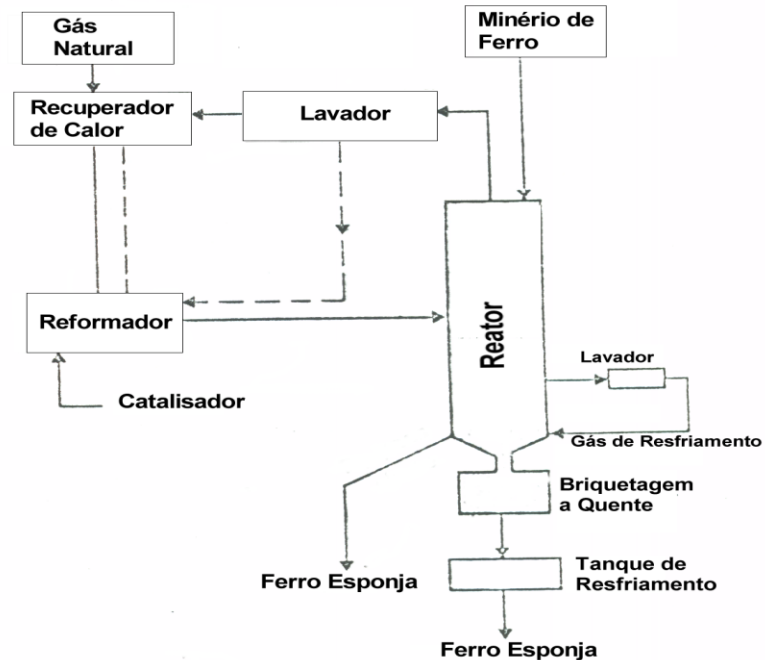 Gás
Natural
Minério de
Ferro
Recuperador
de Calor
Lavador
Reformador
Reator
Lavador
Catalisador
Gás de Resfriamento
Briquetagem
a Quente
Ferro Esponja
Tanque de
Resfriamento
Ferro Esponja